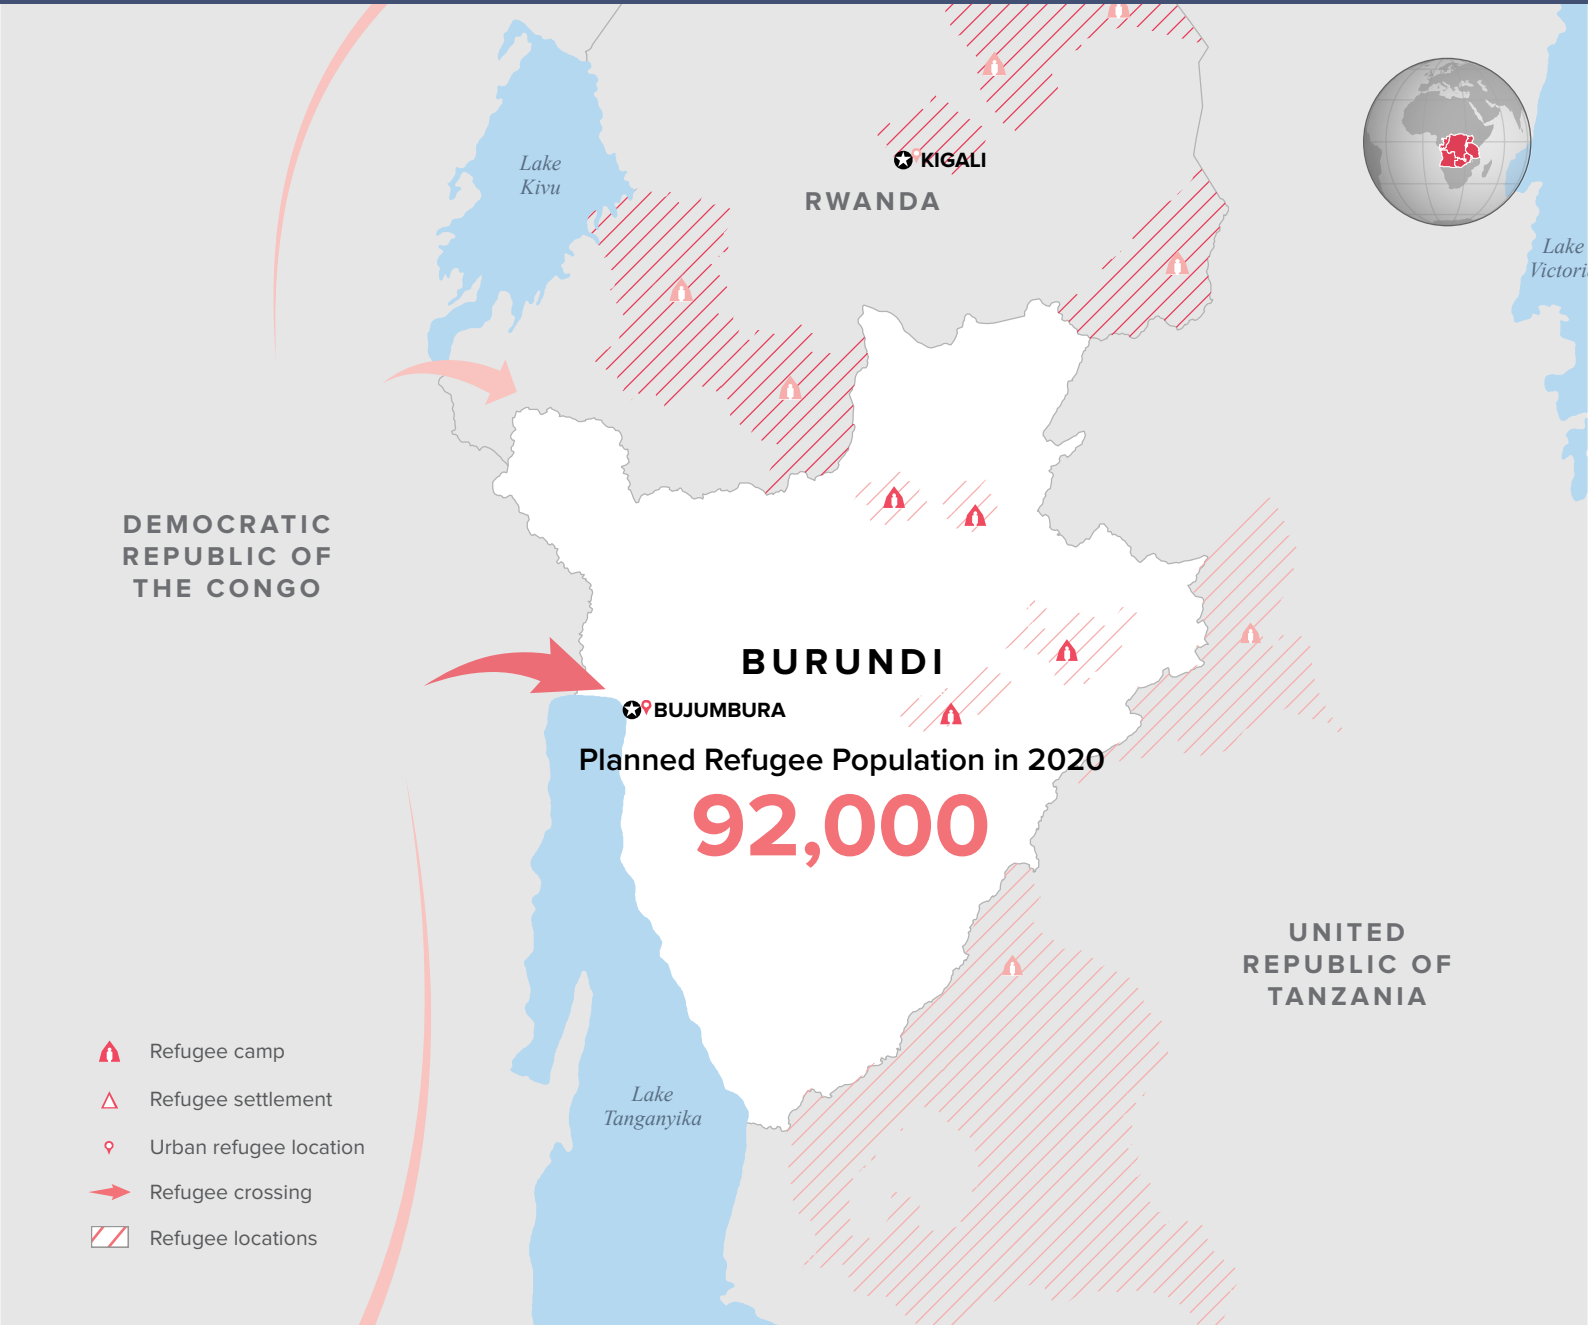 Lake
Kivu
KIGALI
RWANDA
Lake
Victori
DEMOCRATIC
REPUBLIC OF
THE CONGO
BURUNDI
BUJUMBURA
Planned Refugee Population in 2020
92,000
UNITED
REPUBLIC OF
TANZANIA
Lake
Tanganyika
Refugee camp
Refugee settlement
Urban refugee location
Refugee crossing
Refugee locations